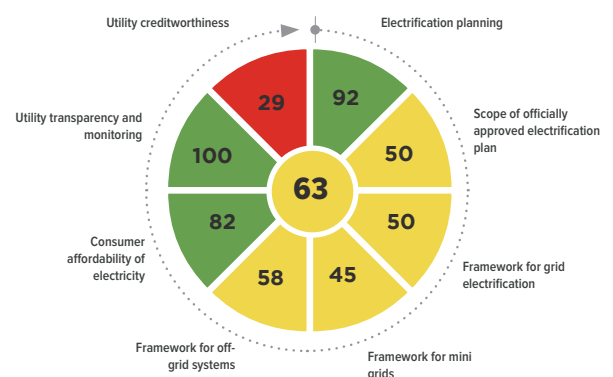 Utility creditworthiness
Electrification planning
29
92
Utility transparency and
monitoring
Scope of officially
approved electrification
plan
100
50
63
82
50
Consumer
affordability of
electricity
Framework for grid
electrification
58
45
Framework for off-
grid systems
Framework for mini
grids